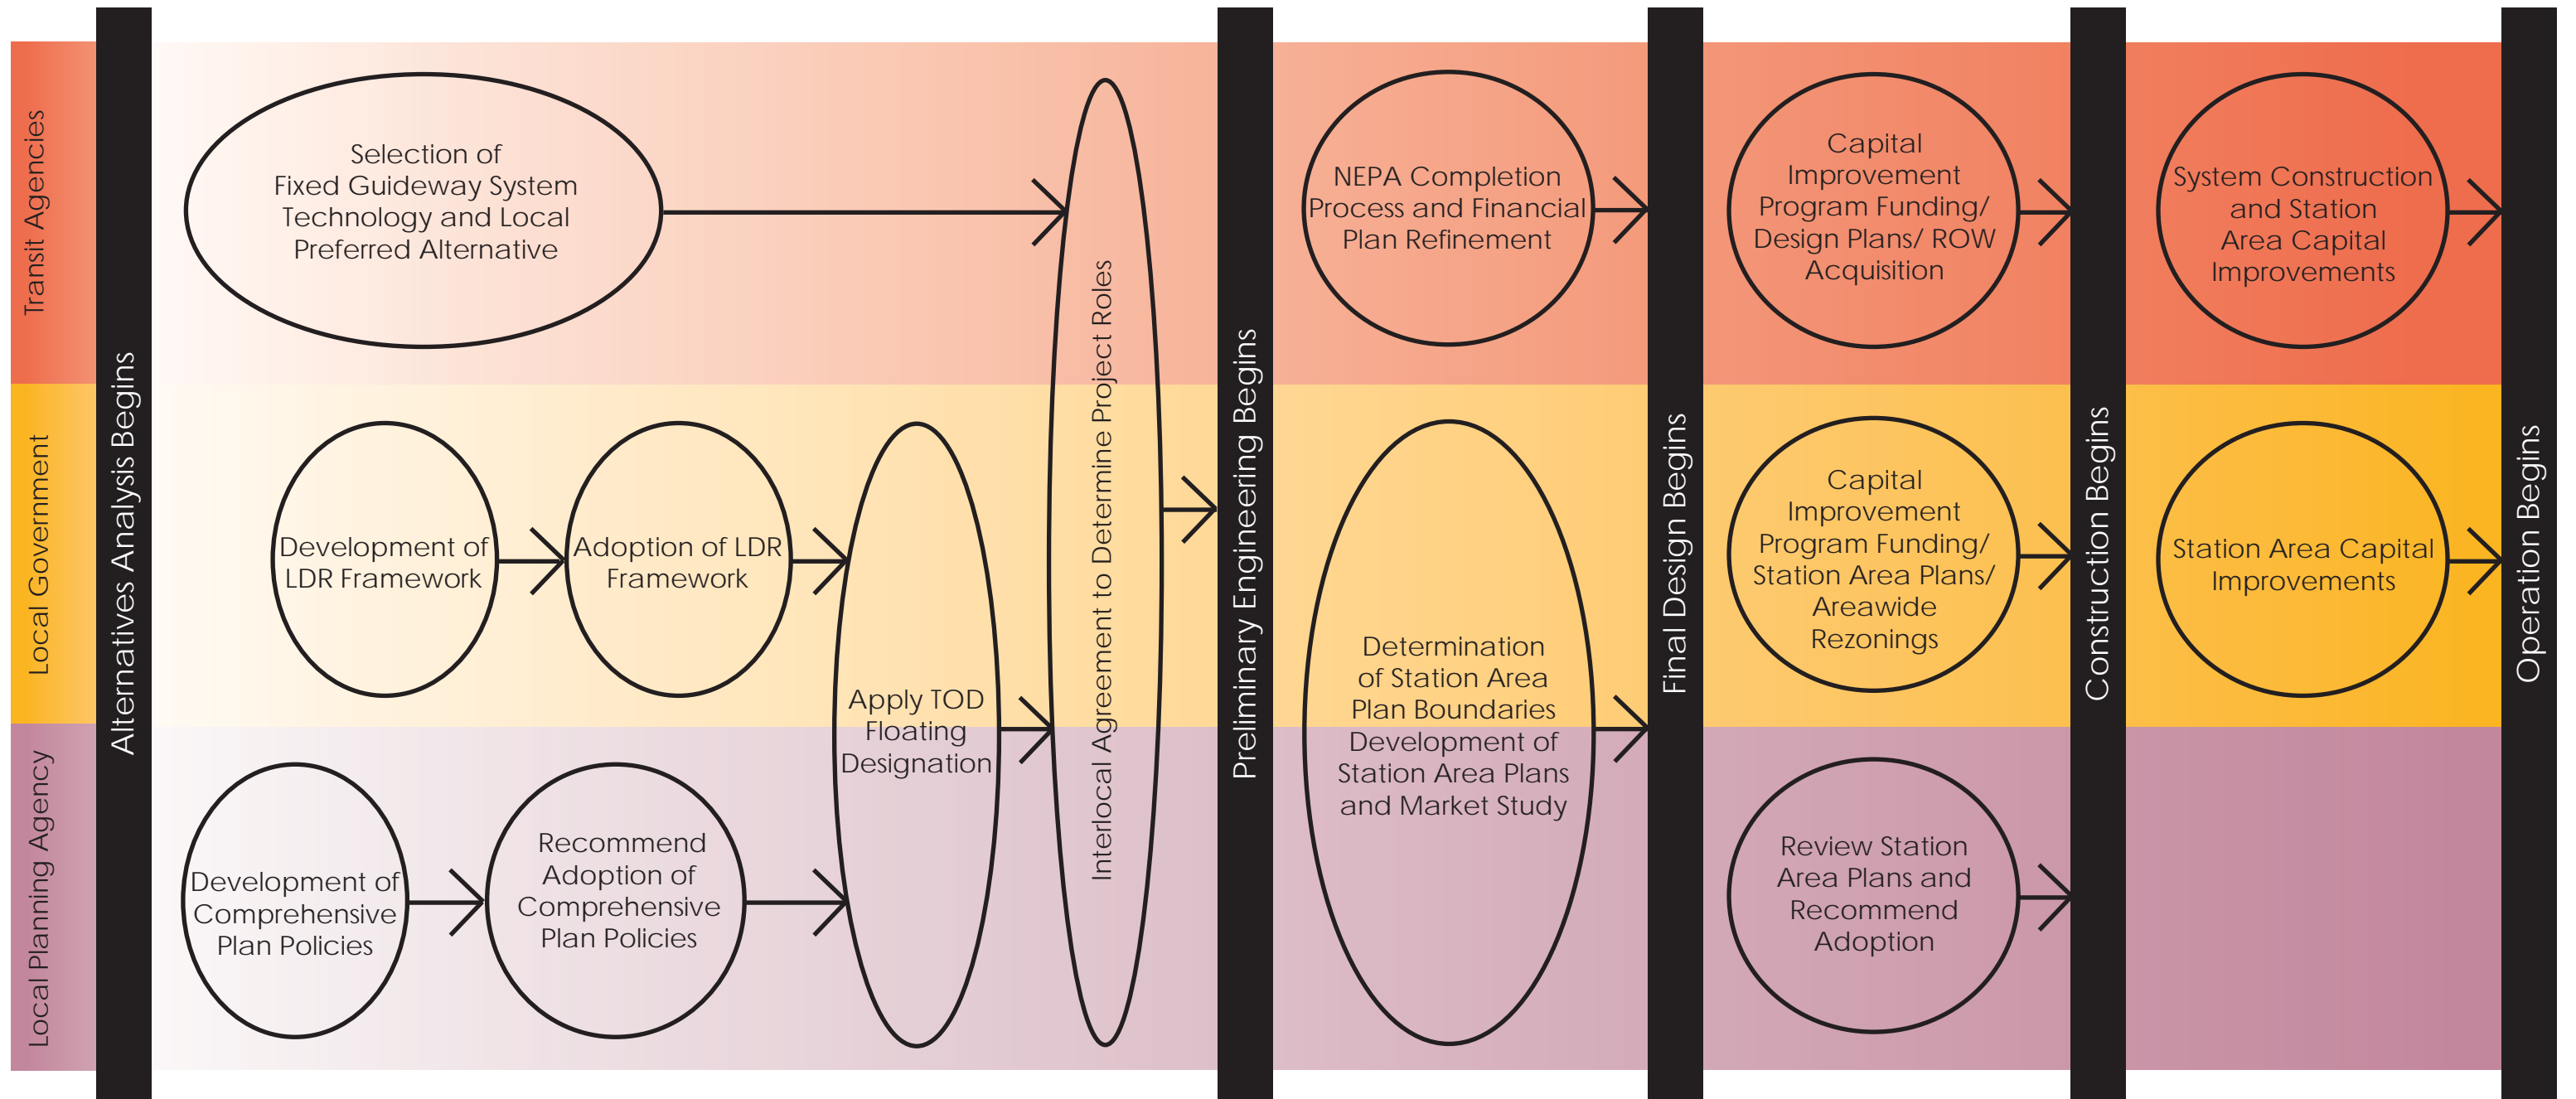 Transit Agencies
Local Government
Local Planning Agency
Alternatives Analysis Begins
Selection of
Fixed Guideway System
Technology and Local
Preferred Alternative
Development of
LDR Framework
Adoption of LDR
Framework
Development of
Comprehensive
Plan Policies
Recommend
Adoption of
Comprehensive
Plan Policies
Apply TOD
Floating
Designation
Interlocal Agreement to Determine Project Roles
Preliminary Engineering Begins
NEPA Completion
Process and Financial
Plan Refinement
Determination
of Station Area
Plan Boundaries
Development of
Station Area Plans
and Market Study
Final Design Begins
Capital
Improvement
Program Funding/
Design Plans/ ROW
Acquisition
Capital
Improvement
Program Funding/
Station Area Plans/
Areawide
Rezonings
Review Station
Area Plans and
Recommend
Adoption
Construction Begins
System Construction
and Station
Area Capital
Improvements
Station Area Capital
Improvements
Operation Begins